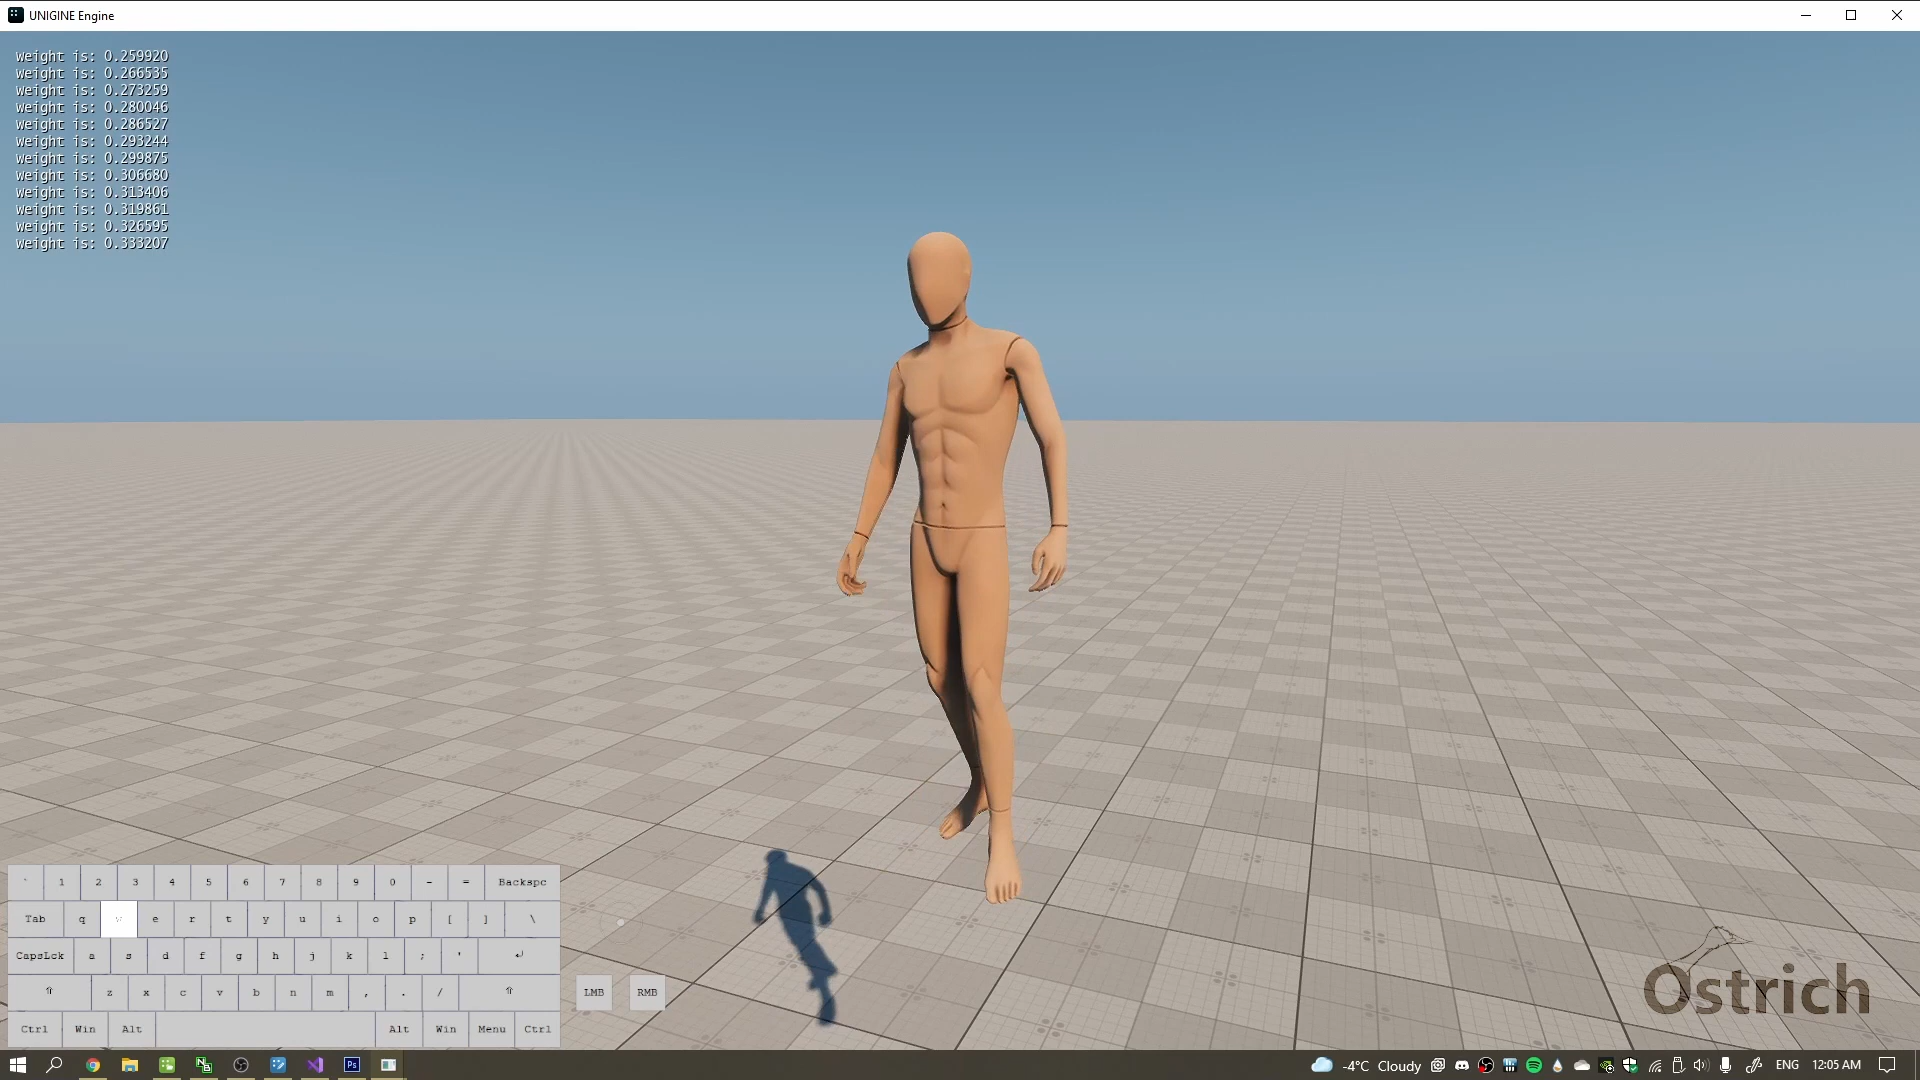 UNIGINE Engine
weight is: 0.259920
weight is: 0.266535
weight is: 0.273259
weight is: 0.280046
weight is: 0.286527
weight is: 0.293244
weight is: 0.299875
weight is: 0.306680
weight is: 0.313406
weight is: 0.319861
weight is: 0.326595
weight is: 0.333207
` 1 2 3 4 5 6 7 8 9 0 - = Backspc
Tab q w e r t y u i o p [ ] \
CapsLck a s d f g h j k l ; '
z x c v b n m , . /
LMB RMB
Ctrl Win Alt Alt Win Menu Ctrl
Ostrich
-4°C Cloudy ENG 12:05 AM
Ps